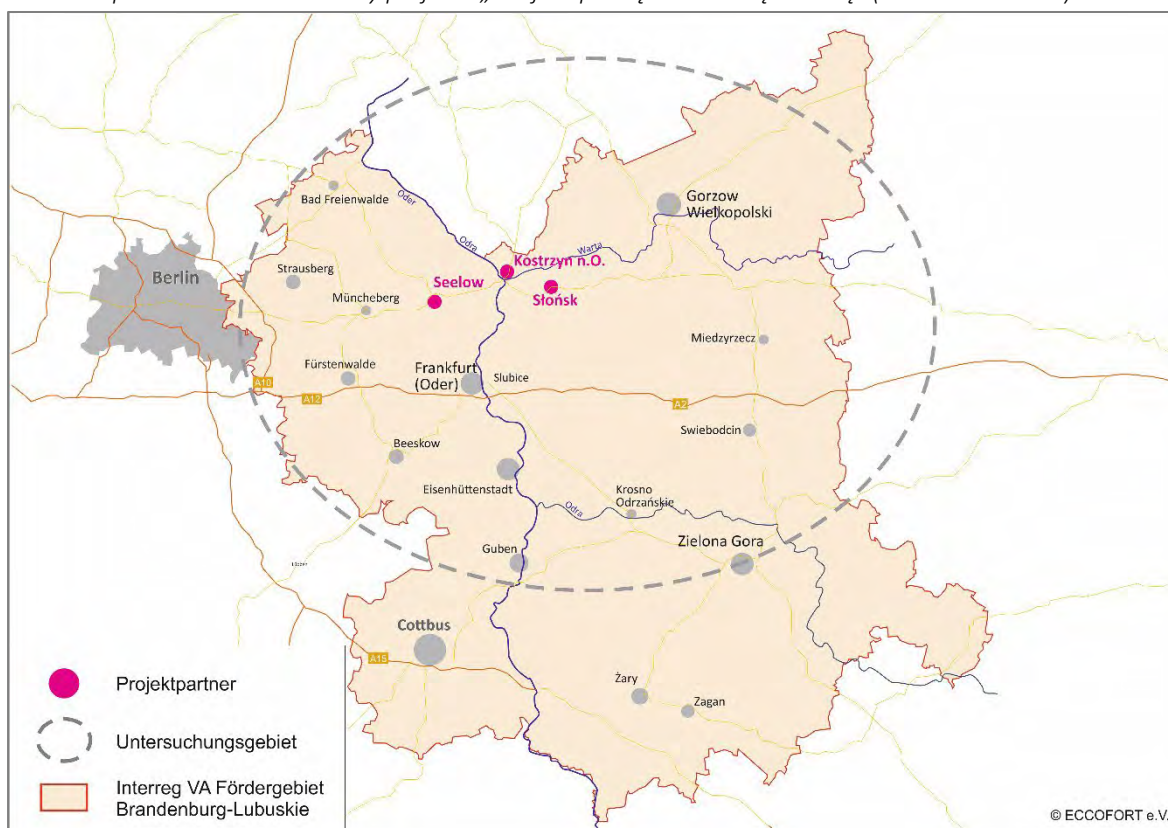 Bad Freienwalde
Oder
Odra
Gorzow
Wielkopolski
Warta
Berlin
Strausberg
Kostrzyn n.O.
Seelow
Słońsk
Müncheberg
Miedzyrzecz
Fürstenwalde
Frankfurt
(Oder)
Slubice
A10
A12
A2
Swiebodcin
Beeskow
Eisenhüttenstadt
Krosno
Odrzańskie
Odra
Guben
Zielona Gora
Cottbus
A15
Żary
Zagan
Projektpartner
Untersuchungsgebiet
Interreg VA Fördergebiet
Brandenburg-Lubuskie
© ECCOFORT e.V.